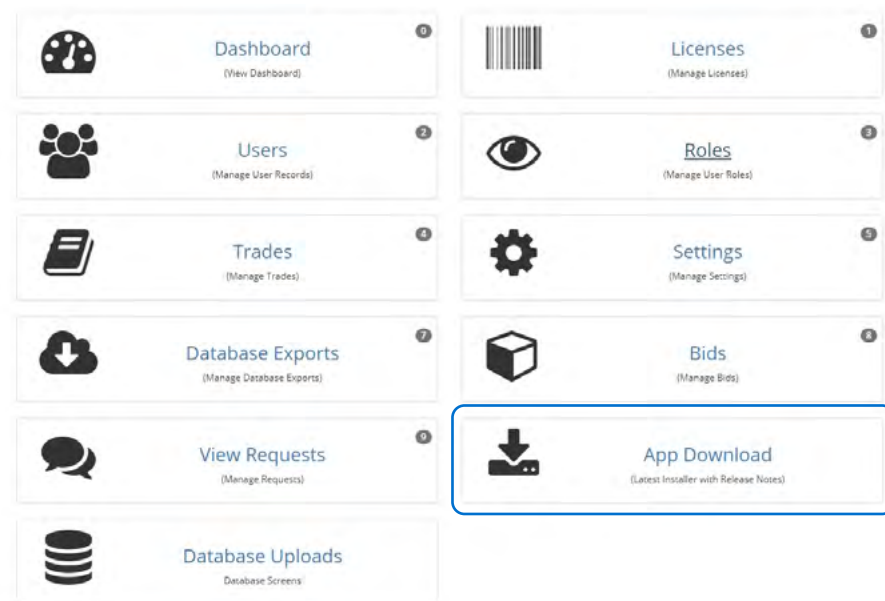 Dashboard
(View Dashboard)
0
Licenses
(Manage Licenses)
1
Users
(Manage User Records)
2
Roles
(Manage User Roles)
3
Trades
(Manage Trades)
4
Settings
(Manage Settings)
5
Database Exports
(Manage Database Exports)
7
Bids
(Manage Bids)
8
View Requests
(Manage Requests)
9
App Download
(Latest Installer with Release Notes)
Database Uploads
Database Screens